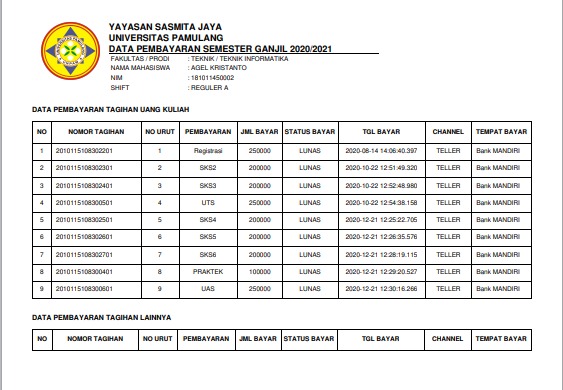 YAYASAN SASMITA JAYA
UNIVERSITAS PAMULANG
DATA PEMBAYARAN SEMESTER GANJIL 2020/2021
FAKULTAS / PRODI : TEKNIK / TEKNIK INFORMATIKA
NAMA MAHASISWA : AGEL KRISTANTO
NIM : 181011450002
SHIFT : REGULER A
DATA PEMBAYARAN TAGIHAN UANG KULIAH
NO NOMOR TAGIHAN NO URUT PEMBAYARAN JML BAYAR STATUS BAYAR TGL BAYAR CHANNEL TEMPAT BAYAR
1 2010115108302201 1 Registrasi 250000 LUNAS 2020-08-14 14:06:40.397 TELLER Bank MANDIRI
2 2010115108302301 2 SKS2 200000 LUNAS 2020-10-22 12:51:49.320 TELLER Bank MANDIRI
3 2010115108302401 3 SKS3 200000 LUNAS 2020-10-22 12:52:48.980 TELLER Bank MANDIRI
4 2010115108300501 4 UTS 250000 LUNAS 2020-10-22 12:54:38.158 TELLER Bank MANDIRI
5 2010115108302501 5 SKS4 200000 LUNAS 2020-12-21 12:25:22.705 TELLER Bank MANDIRI
6 2010115108302601 6 SKS5 200000 LUNAS 2020-12-21 12:26:35.576 TELLER Bank MANDIRI
7 2010115108302701 7 SKS6 200000 LUNAS 2020-12-21 12:28:19.115 TELLER Bank MANDIRI
8 2010115108300401 8 PRAKTEK 100000 LUNAS 2020-12-21 12:29:20.527 TELLER Bank MANDIRI
9 2010115108300601 9 UAS 250000 LUNAS 2020-12-21 12:30:16.266 TELLER Bank MANDIRI
DATA PEMBAYARAN TAGIHAN LAINNYA
NO NOMOR TAGIHAN NO URUT PEMBAYARAN JML BAYAR STATUS BAYAR TGL BAYAR CHANNEL TEMPAT BAYAR